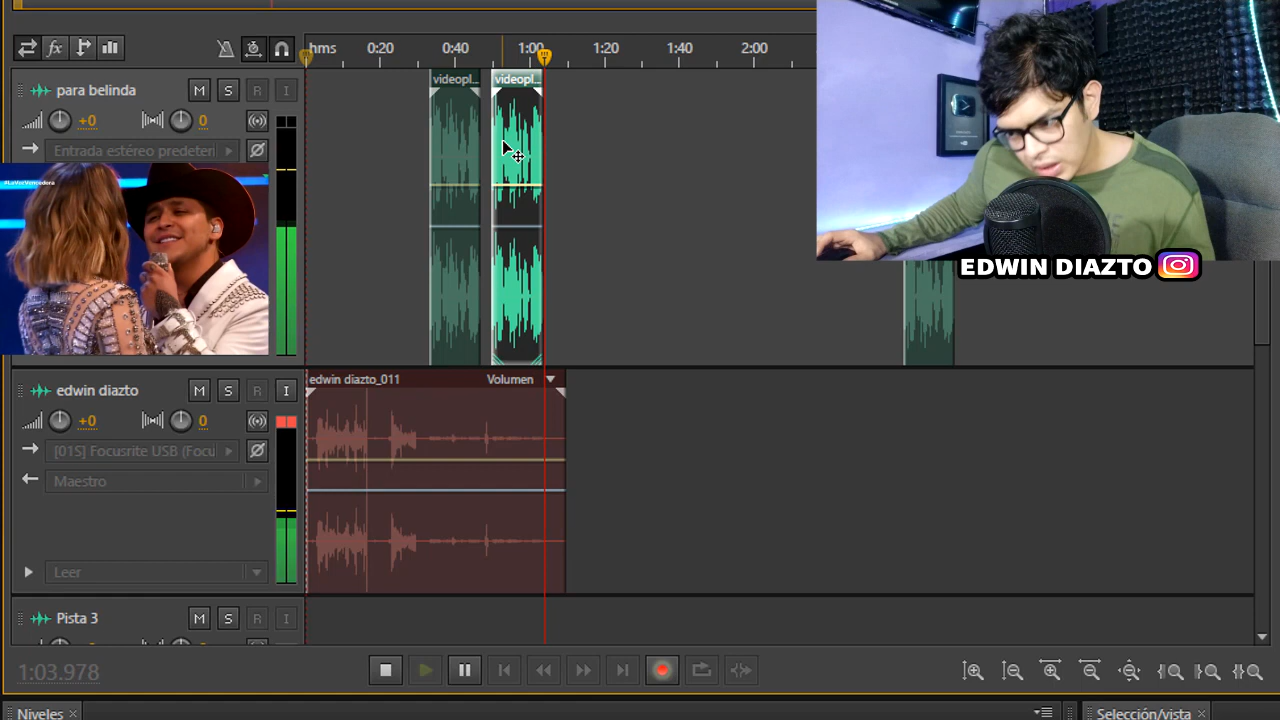 hms 0:20 0:40 1:00 1:20 1:40 2:00
videopl... videopl...
para belinda M S R I
+0 0
Entrada estéreo predeter
#LaVozVencedora
EDWIN DIAZTO
edwin diazto M S R I
edwin diazto_011 Volumen
+0 0
[01S] Focusrite USB (Focu
Maestro
Leer
Pista 3 M S R I
1:03.978
Niveles Selección/vista